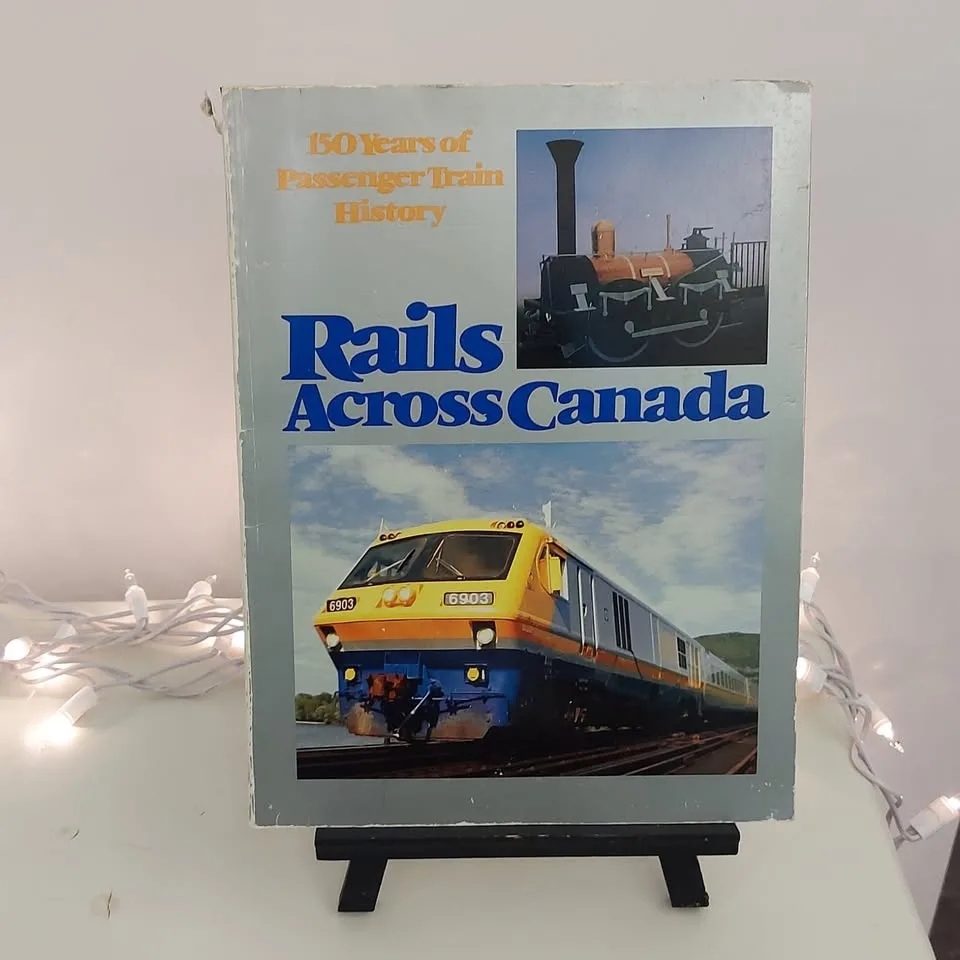 150 Years of
Passenger Train
History
Rails
Across Canada
6903
6903